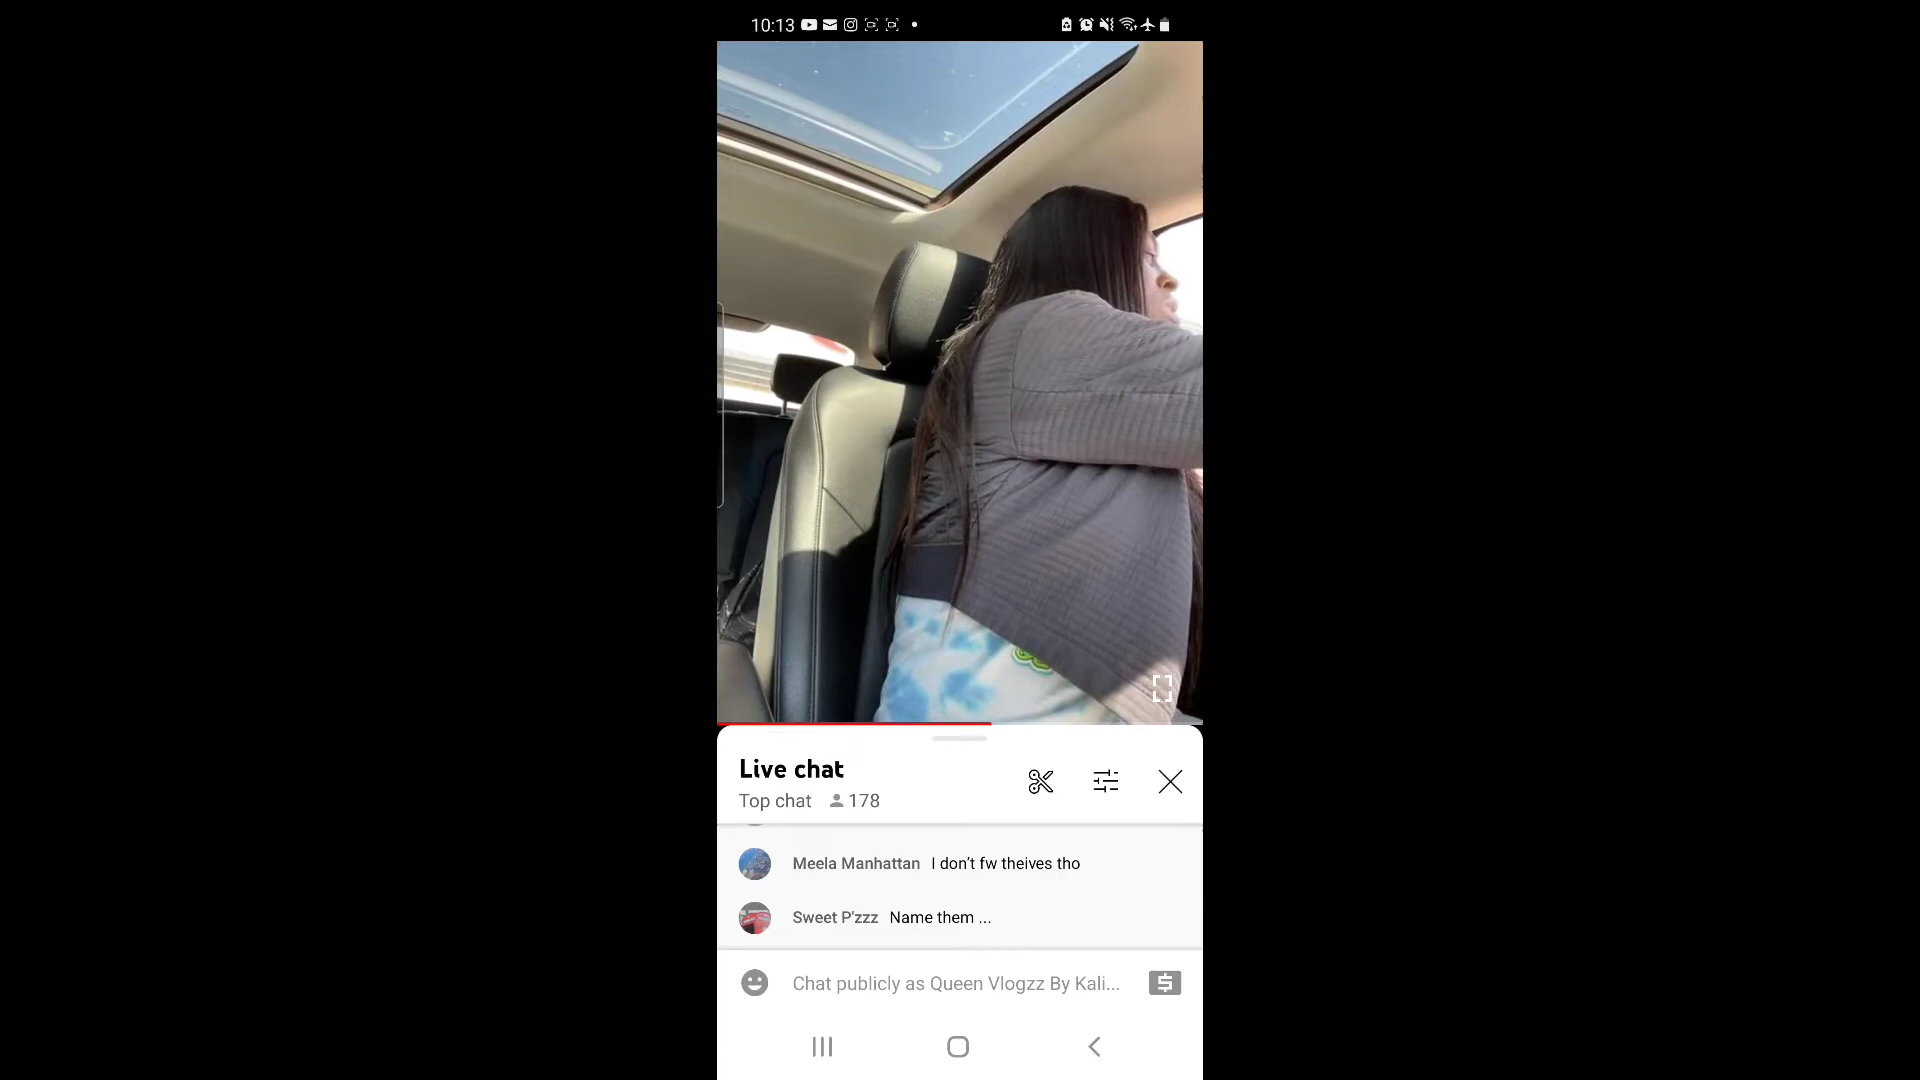 10:13
Live chat
Top chat 178
Meela Manhattan I don’t fw theives tho
Sweet P'zzz Name them ...
Chat publicly as Queen Vlogzz By Kali...